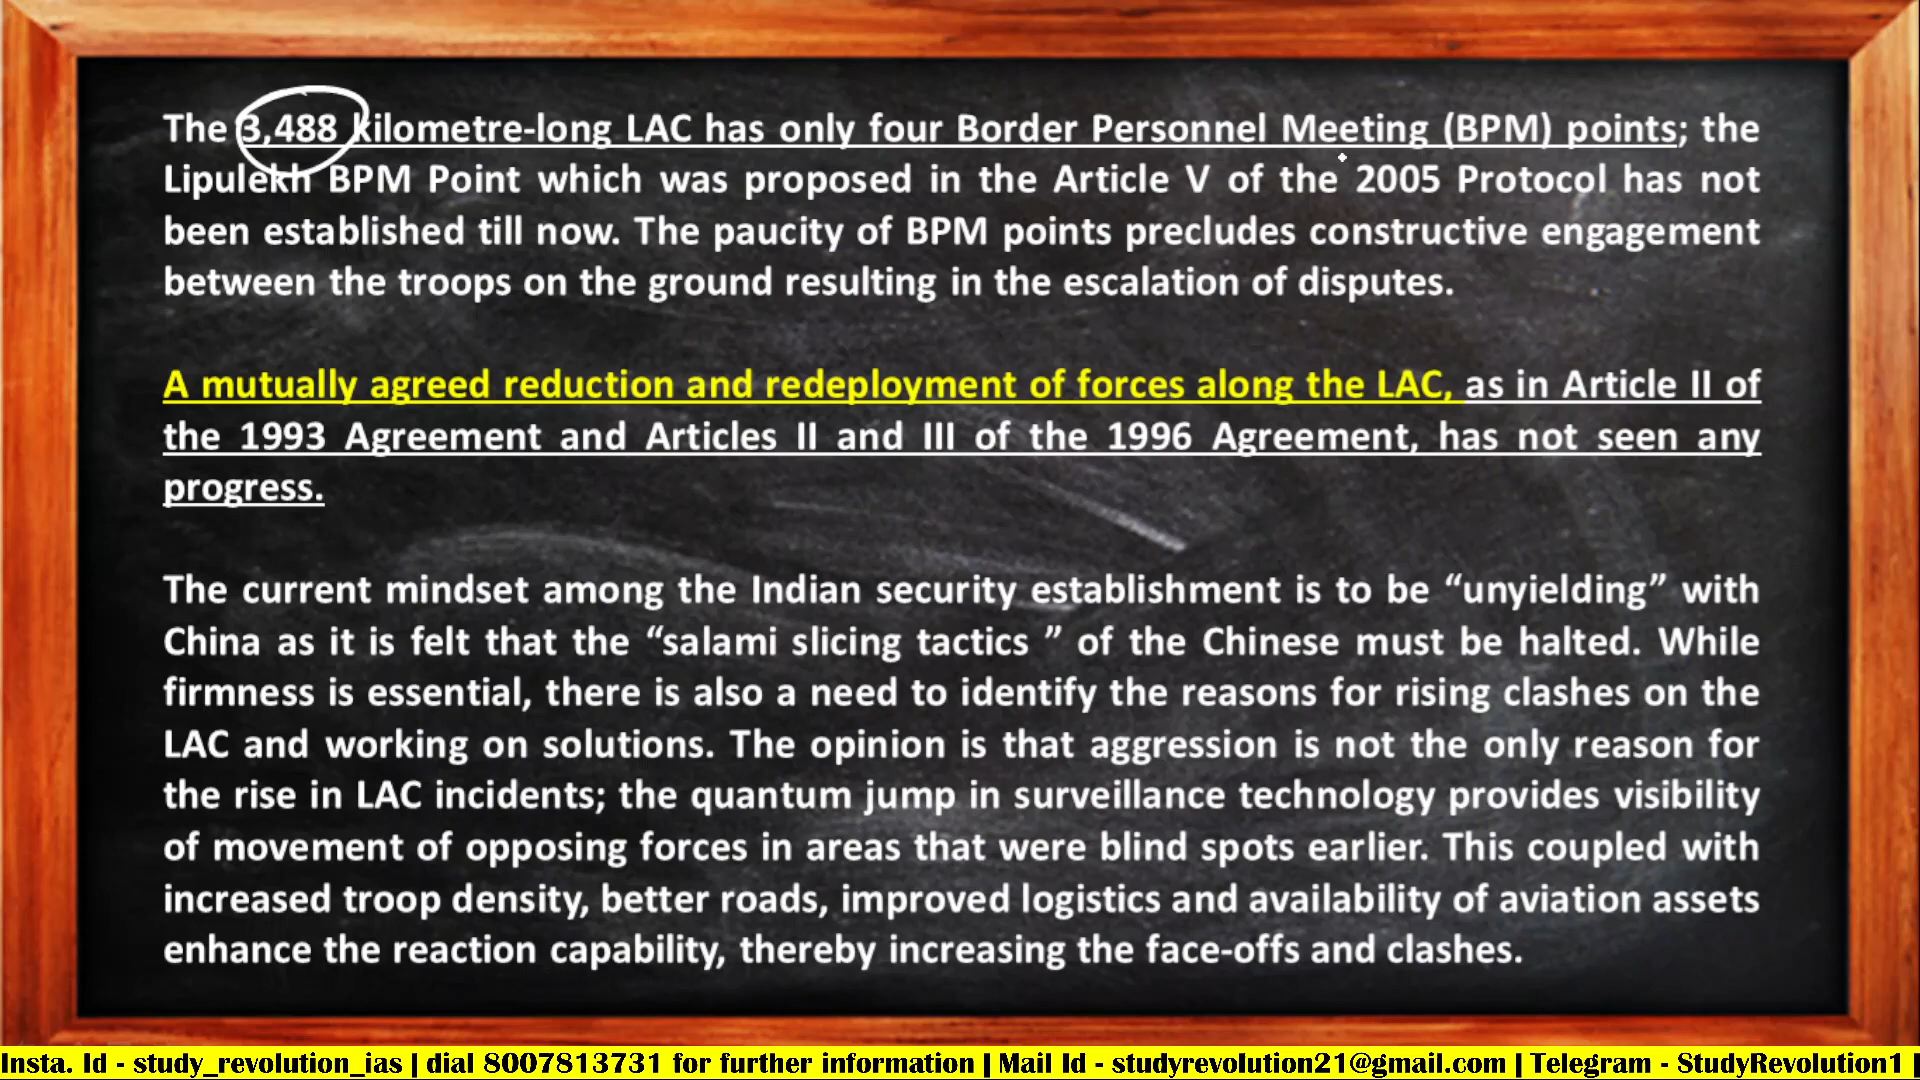 The 3,488 kilometre-long LAC has only four Border Personnel Meeting (BPM) points; the
Lipulekh BPM Point which was proposed in the Article V of the 2005 Protocol has not
been established till now. The paucity of BPM points precludes constructive engagement
between the troops on the ground resulting in the escalation of disputes.
A mutually agreed reduction and redeployment of forces along the LAC, as in Article II of
the 1993 Agreement and Articles II and III of the 1996 Agreement, has not seen any
progress.
The current mindset among the Indian security establishment is to be “unyielding” with
China as it is felt that the “salami slicing tactics ” of the Chinese must be halted. While
firmness is essential, there is also a need to identify the reasons for rising clashes on the
LAC and working on solutions. The opinion is that aggression is not the only reason for
the rise in LAC incidents; the quantum jump in surveillance technology provides visibility
of movement of opposing forces in areas that were blind spots earlier. This coupled with
increased troop density, better roads, improved logistics and availability of aviation assets
enhance the reaction capability, thereby increasing the face-offs and clashes.
Insta. Id - study_revolution_ias | dial 8007813731 for further information | Mail Id - studyrevolution21@gmail.com | Telegram - StudyRevolution1 |